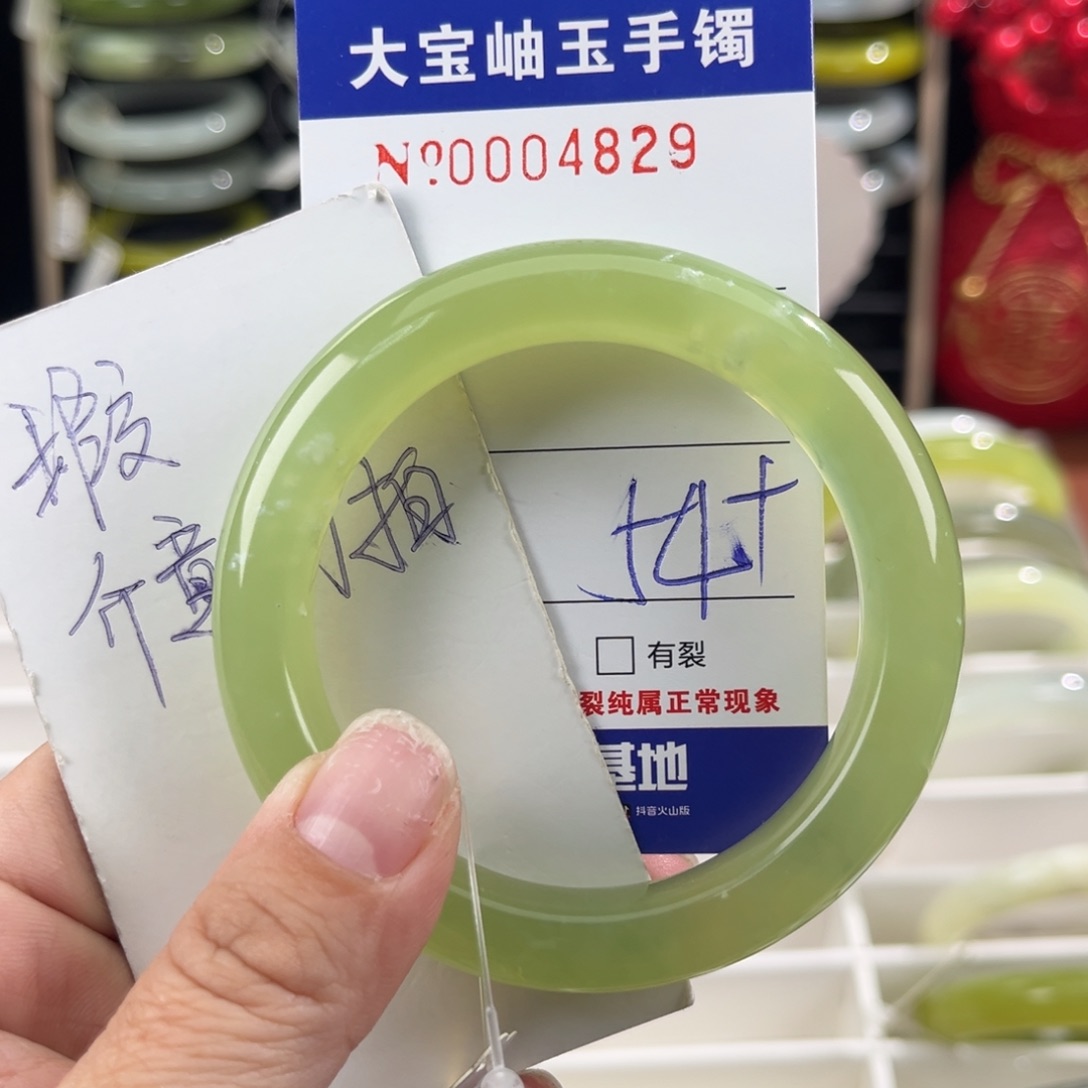 大宝岫玉手镯
Nº0004829
瑕
介意
拍
54+
□有裂
裂纯属正常现象
基地
抖音火山版